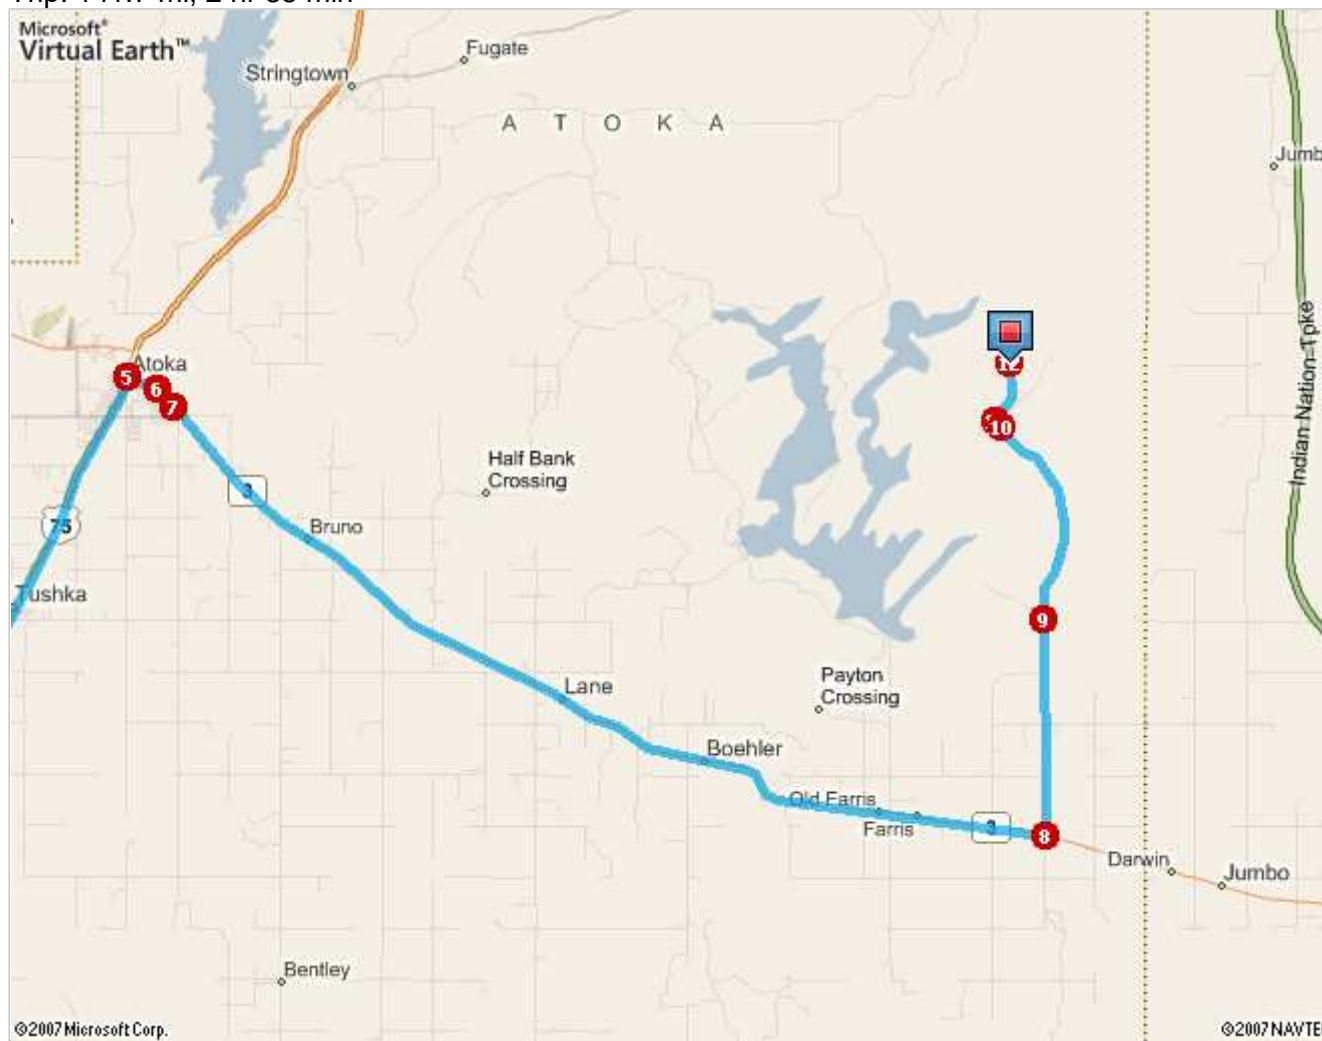 Microsoft®
Virtual Earth™
Fugate
Stringtown
A T O K A
Jumb
Indian Nation Tpke
12
Atoka
5
6
7
10
3
Half Bank
Crossing
Bruno
75
Tushka
9
Payton
Crossing
Lane
Boehler
Old Farris
Farris
3
8
Darwin
Jumbo
Bentley
©2007 Microsoft Corp.
©2007 NAVTE